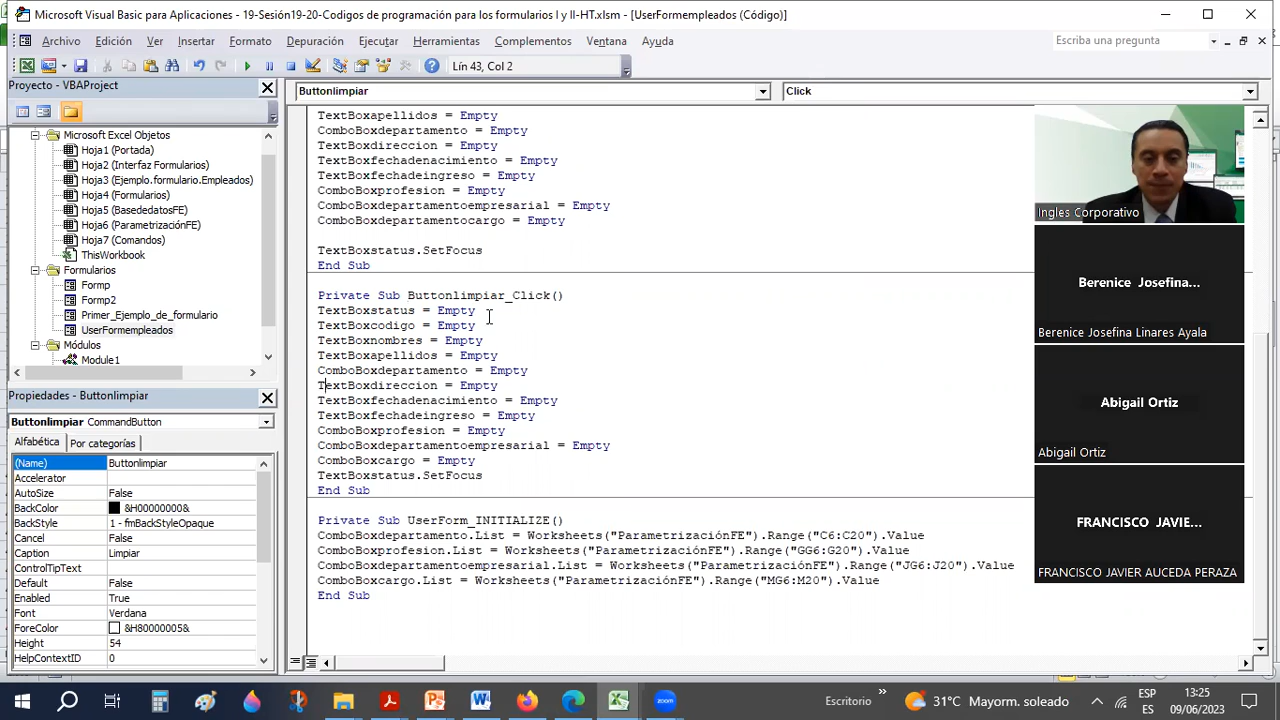 Microsoft Visual Basic para Aplicaciones - 19-Sesión19-20-Codigos de programación para los formularios I y II-HT.xlsm - [UserFormempleados (Código)]
Archivo Edición Ver Insertar Formato Depuración Ejecutar Herramientas Complementos Ventana Ayuda
Escriba una pregunta
Lín 43, Col 2
Proyecto - VBAProject
Buttonlimpiar
Click
Microsoft Excel Objetos
Hoja1 (Portada)
Hoja2 (Interfaz Formularios)
Hoja3 (Ejemplo.formulario.Empleados)
Hoja4 (Formularios)
Hoja5 (BasededatosFE)
Hoja6 (ParametrizaciónFE)
Hoja7 (Comandos)
ThisWorkbook
Formularios
Formp
Formp2
Primer_Ejemplo_de_formulario
UserFormempleados
Módulos
Module1
Propiedades - Buttonlimpiar
Buttonlimpiar CommandButton
Alfabética Por categorías
(Name) Buttonlimpiar
Accelerator
AutoSize False
BackColor &H00000000&
BackStyle 1 - fmBackStyleOpaque
Cancel False
Caption Limpiar
ControlTipText
Default False
Enabled True
Font Verdana
ForeColor &H80000005&
Height 54
HelpContextID 0
TextBoxapellidos = Empty
ComboBoxdepartamento = Empty
TextBoxdireccion = Empty
TextBoxfechadenacimiento = Empty
TextBoxfechadeingreso = Empty
ComboBoxprofesion = Empty
ComboBoxdepartamentoempresarial = Empty
ComboBoxdepartamentocargo = Empty
TextBoxstatus.SetFocus
End Sub
Private Sub Buttonlimpiar_Click()
TextBoxstatus = Empty
TextBoxcodigo = Empty
TextBoxnombres = Empty
TextBoxapellidos = Empty
ComboBoxdepartamento = Empty
TextBoxdireccion = Empty
TextBoxfechadenacimiento = Empty
TextBoxfechadeingreso = Empty
ComboBoxprofesion = Empty
ComboBoxdepartamentoempresarial = Empty
ComboBoxcargo = Empty
TextBoxstatus.SetFocus
End Sub
Private Sub UserForm_INITIALIZE()
ComboBoxdepartamento.List = Worksheets("ParametrizaciónFE").Range("C6:C20").Value
ComboBoxprofesion.List = Worksheets("ParametrizaciónFE").Range("GG6:G20").Value
ComboBoxdepartamentoempresarial.List = Worksheets("ParametrizaciónFE").Range("JG6:J20").Value
ComboBoxcargo.List = Worksheets("ParametrizaciónFE").Range("MG6:M20").Value
End Sub
Ingles Corporativo
Berenice Josefina...
Berenice Josefina Linares Ayala
Abigail Ortiz
Abigail Ortiz
FRANCISCO JAVIE...
FRANCISCO JAVIER AUCEDA PERAZA
Escritorio
31°C Mayorm. soleado
ESP
ES
13:25
09/06/2023